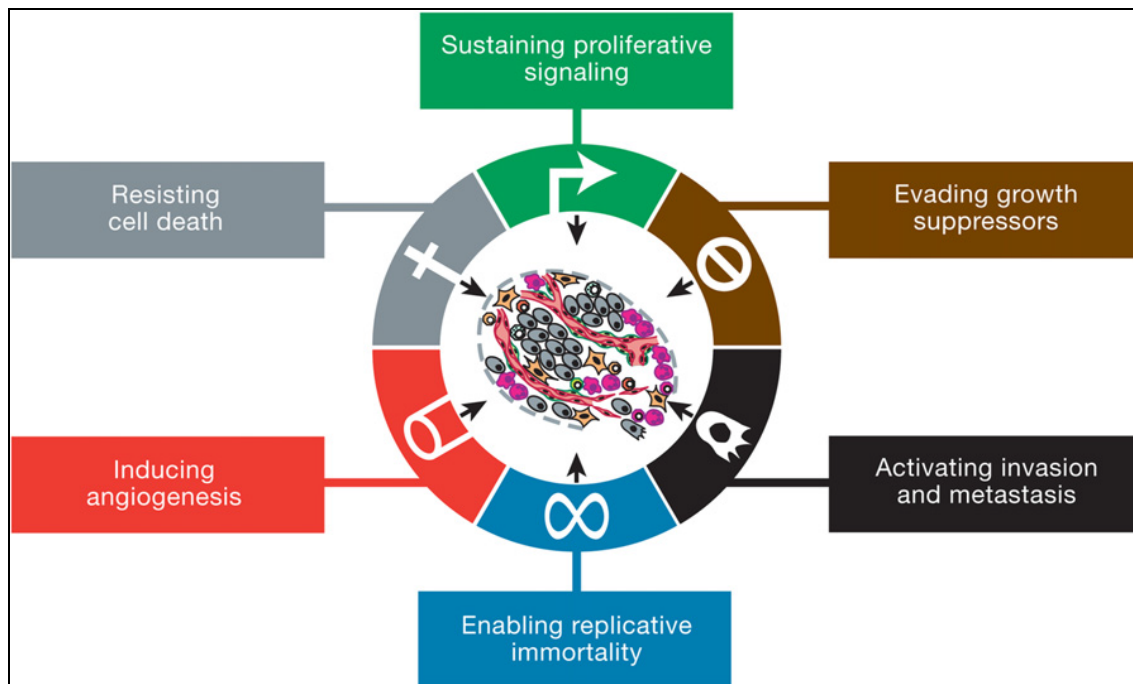 Sustaining proliferative
signaling
Resisting
cell death
Evading growth
suppressors
Inducing
angiogenesis
Activating invasion
and metastasis
Enabling replicative
immortality